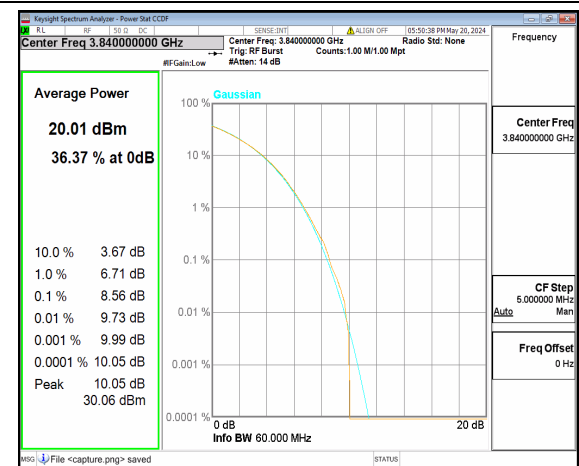 Keysight Spectrum Analyzer - Power Stat CCDF
RL RF 50 Ω DC SENSE:INT ALIGN OFF 05:50:38 PM May 20, 2024
Center Freq 3.840000000 GHz
Center Freq: 3.840000000 GHz Radio Std: None
Trig: RF Burst Counts:1.00 M/1.00 Mpt
#IFGain:Low #Atten: 14 dB
Frequency
Average Power
20.01 dBm
36.37 % at 0dB
10.0 % 3.67 dB
1.0 % 6.71 dB
0.1 % 8.56 dB
0.01 % 9.73 dB
0.001 % 9.99 dB
0.0001 % 10.05 dB
Peak 10.05 dB
30.06 dBm
Gaussian
100 %
10 %
1 %
0.1 %
0.01 %
0.001 %
0.0001 %
0 dB 20 dB
Info BW 60.000 MHz
Center Freq
3.840000000 GHz
CF Step
5.000000 MHz
Auto Man
Freq Offset
0 Hz
MSG File <capture.png> saved STATUS